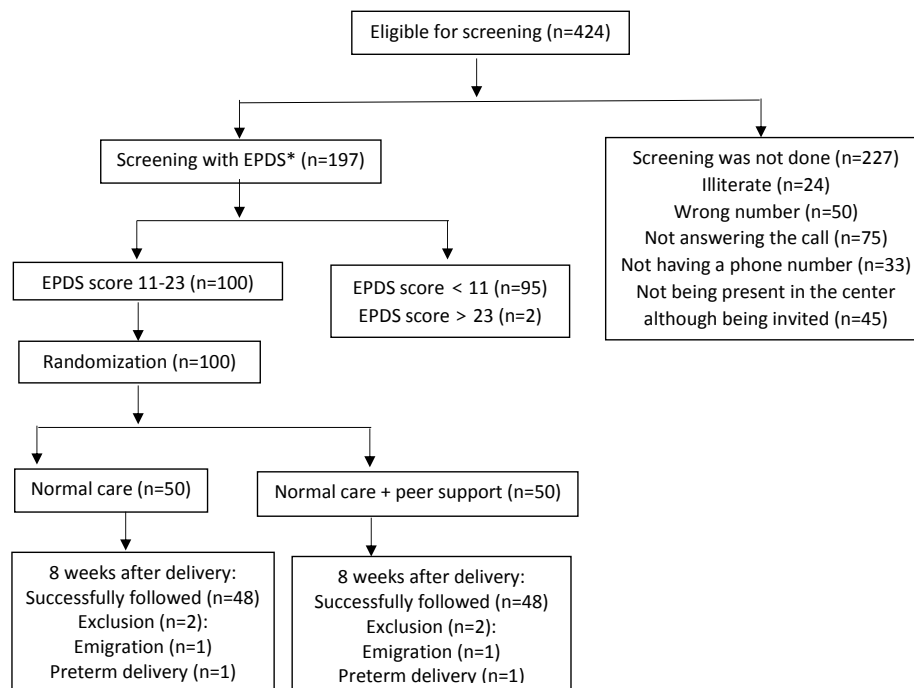 Eligible for screening (n=424)
Screening with EPDS* (n=197)
Screening was not done (n=227)
Illiterate (n=24)
Wrong number (n=50)
Not answering the call (n=75)
Not having a phone number (n=33)
Not being present in the center
although being invited (n=45)
EPDS score 11-23 (n=100)
EPDS score < 11 (n=95)
EPDS score > 23 (n=2)
Randomization (n=100)
Normal care (n=50)
Normal care + peer support (n=50)
8 weeks after delivery:
Successfully followed (n=48)
Exclusion (n=2):
Emigration (n=1)
Preterm delivery (n=1)
8 weeks after delivery:
Successfully followed (n=48)
Exclusion (n=2):
Emigration (n=1)
Preterm delivery (n=1)